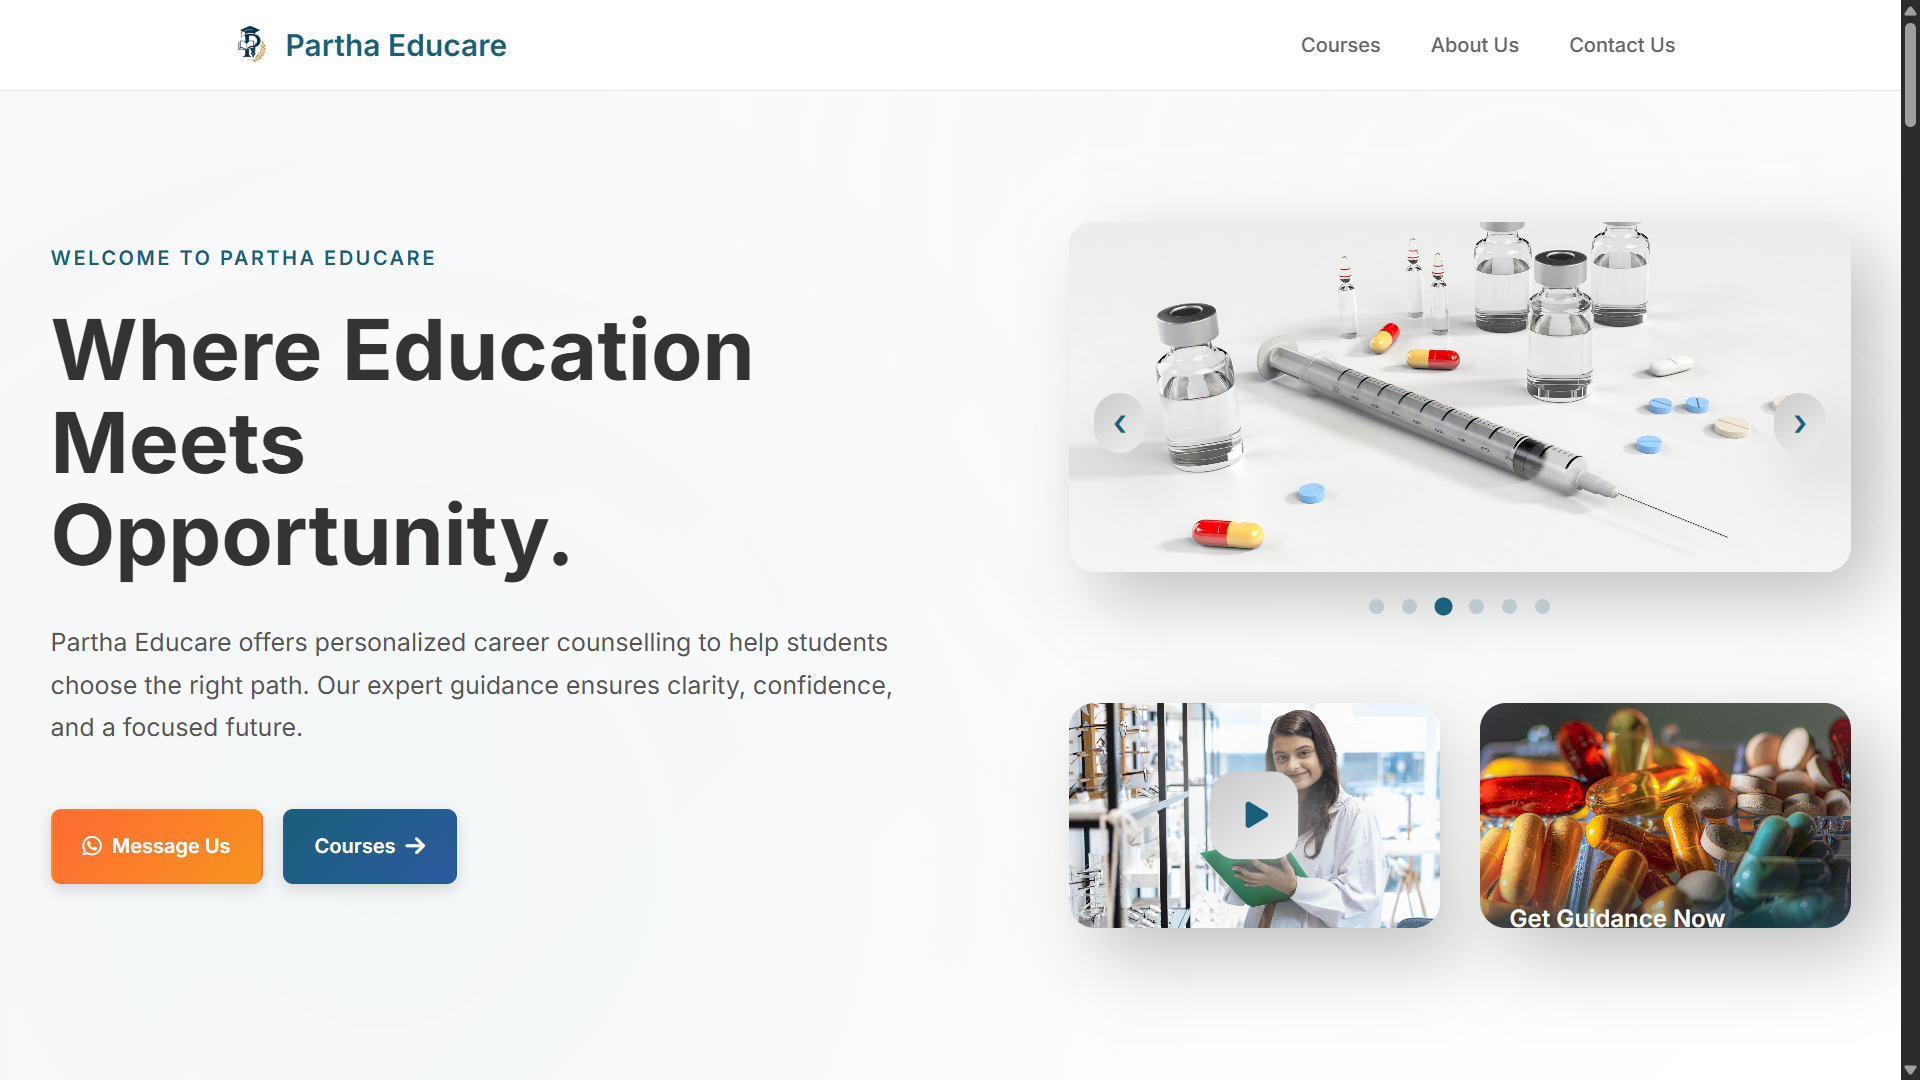 Partha Educare
Courses
About Us
Contact Us
WELCOME TO PARTHA EDUCARE
Where Education
Meets
Opportunity.
Partha Educare offers personalized career counselling to help students
choose the right path. Our expert guidance ensures clarity, confidence,
and a focused future.
Message Us
Courses →
Get Guidance Now